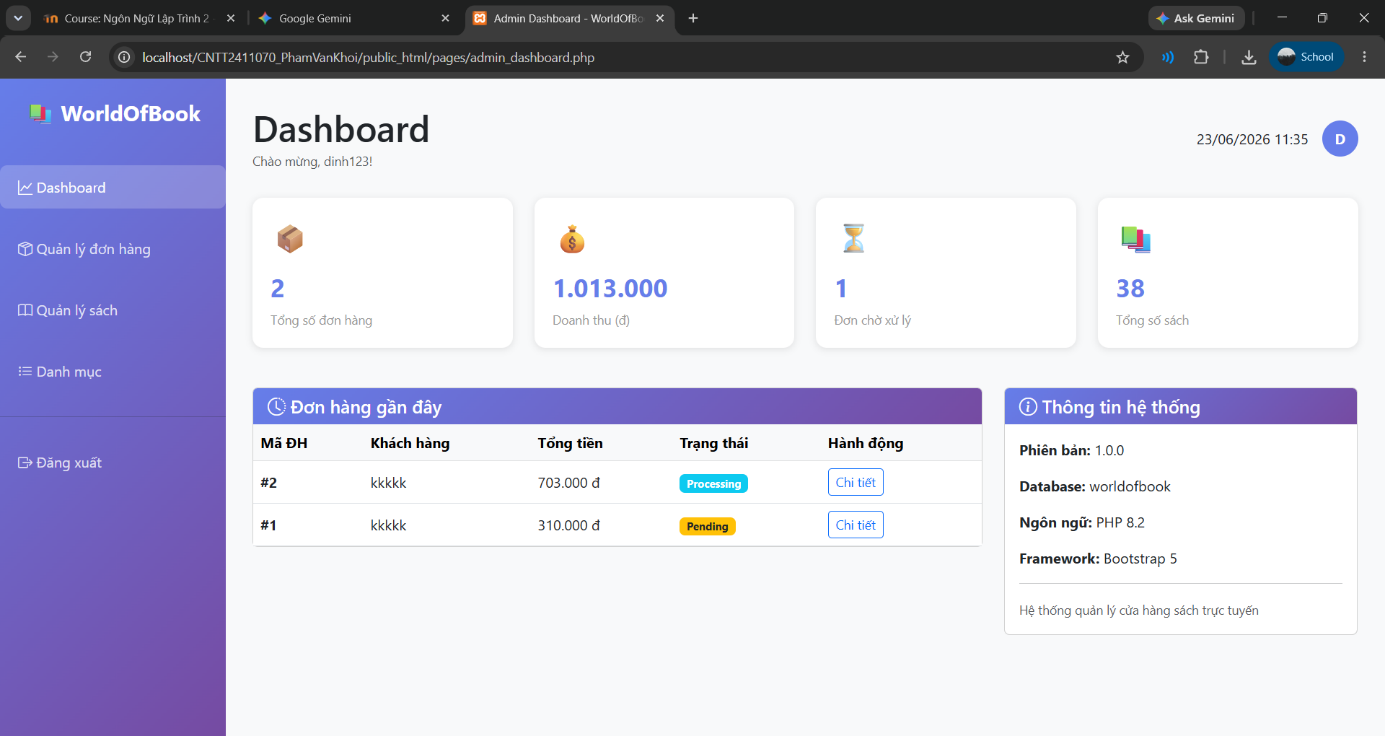 Course: Ngôn Ngữ Lập Trình 2
Google Gemini
Admin Dashboard - WorldOfBo
Ask Gemini
localhost/CNTT2411070_PhamVanKhoi/public_html/pages/admin_dashboard.php
School
WorldOfBook
Dashboard
Quản lý đơn hàng
Quản lý sách
Danh mục
Đăng xuất
Dashboard
Chào mừng, dinh123!
23/06/2026 11:35
D
2
Tổng số đơn hàng
1.013.000
Doanh thu (đ)
1
Đơn chờ xử lý
38
Tổng số sách
Đơn hàng gần đây
Mã ĐH Khách hàng Tổng tiền Trạng thái Hành động
#2 kkkkk 703.000 đ Processing Chi tiết
#1 kkkkk 310.000 đ Pending Chi tiết
Thông tin hệ thống
Phiên bản: 1.0.0
Database: worldofbook
Ngôn ngữ: PHP 8.2
Framework: Bootstrap 5
Hệ thống quản lý cửa hàng sách trực tuyến